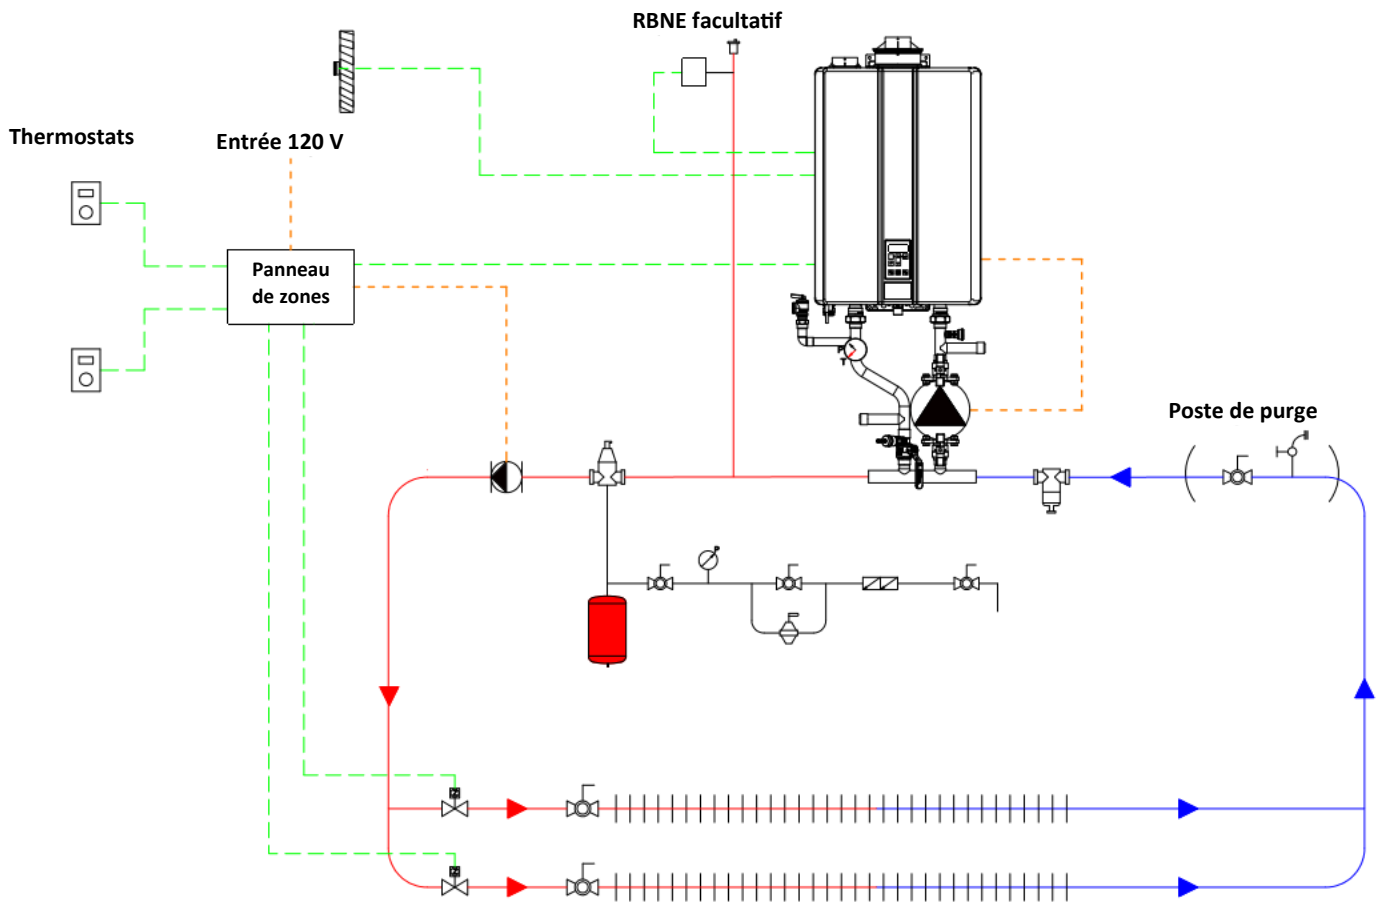 RBNE facultatif
Thermostats
Entrée 120 V
Panneau
de zones
Poste de purge
P
T
P